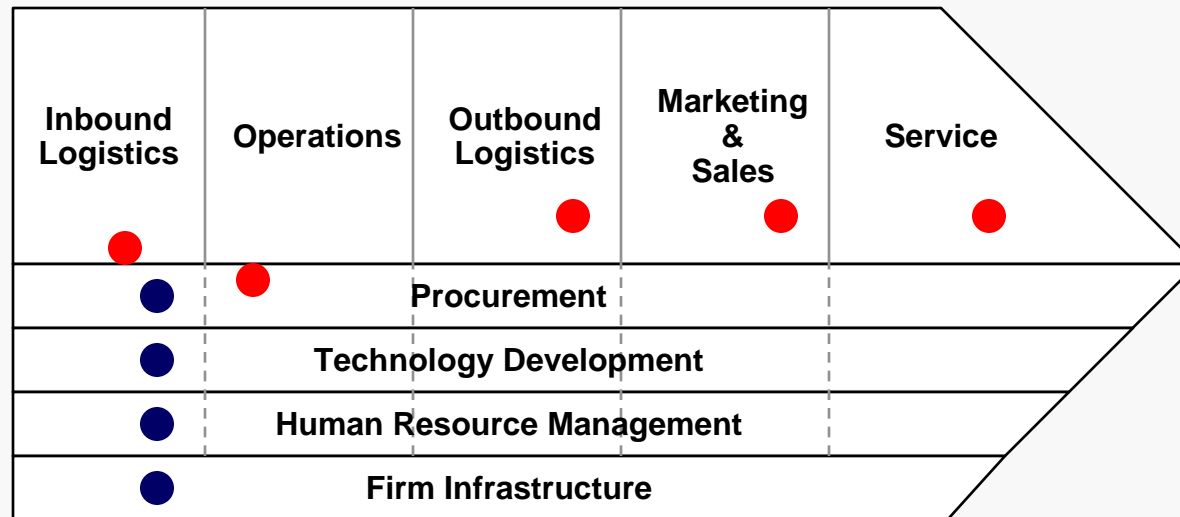 Inbound
Logistics
Operations
Outbound
Logistics
Marketing
&
Sales
Service
Procurement
Technology Development
Human Resource Management
Firm Infrastructure